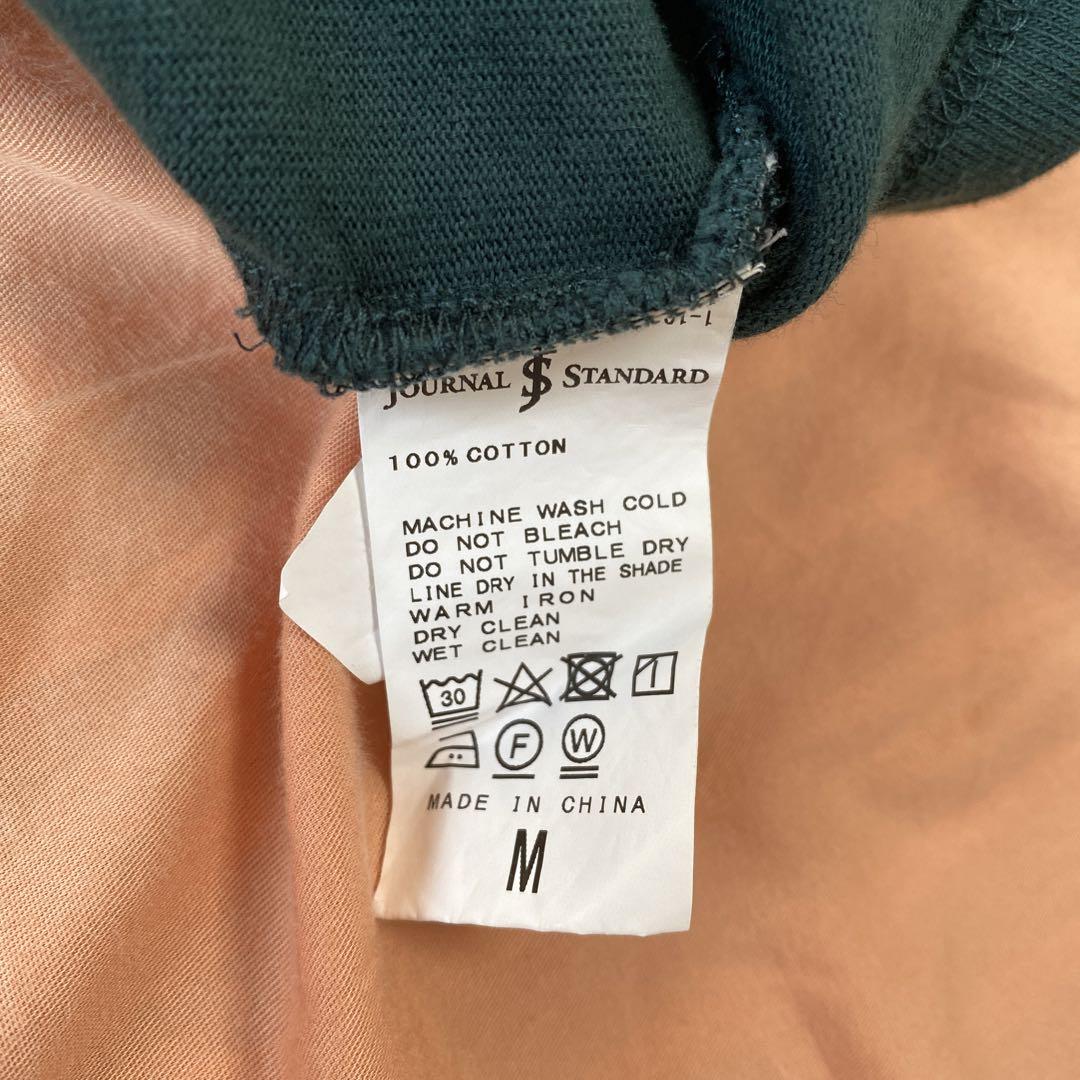 JOURNAL JS STANDARD
100% COTTON
MACHINE WASH COLD
DO NOT BLEACH
DO NOT TUMBLE DRY
LINE DRY IN THE SHADE
WARM IRON
DRY CLEAN
WET CLEAN
30
F W
MADE IN CHINA
M